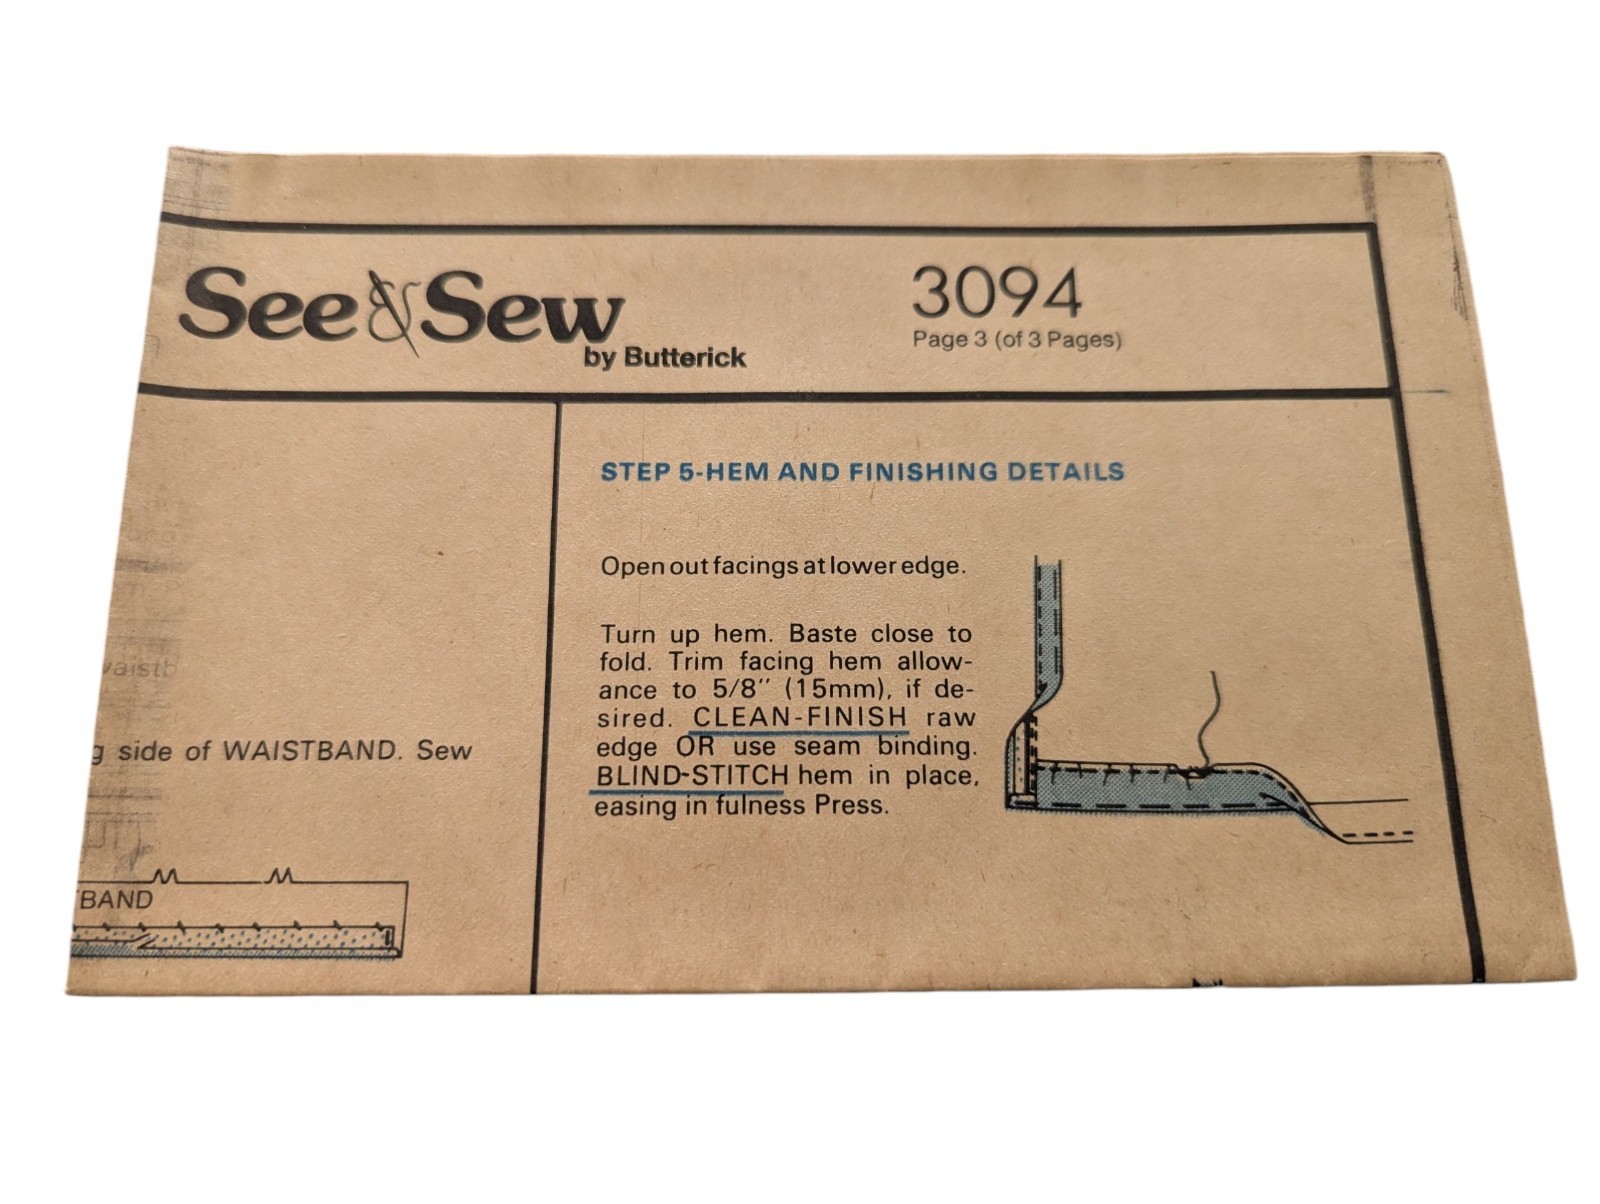 See & Sew
by Butterick
3094
Page 3 (of 3 Pages)
side of WAISTBAND. Sew
BAND
STEP 5-HEM AND FINISHING DETAILS
Open out facings at lower edge.
Turn up hem. Baste close to
fold. Trim facing hem allow-
ance to 5/8" (15mm), if de-
sired. CLEAN-FINISH raw
edge OR use seam binding.
BLIND-STITCH hem in place,
easing in fulness Press.